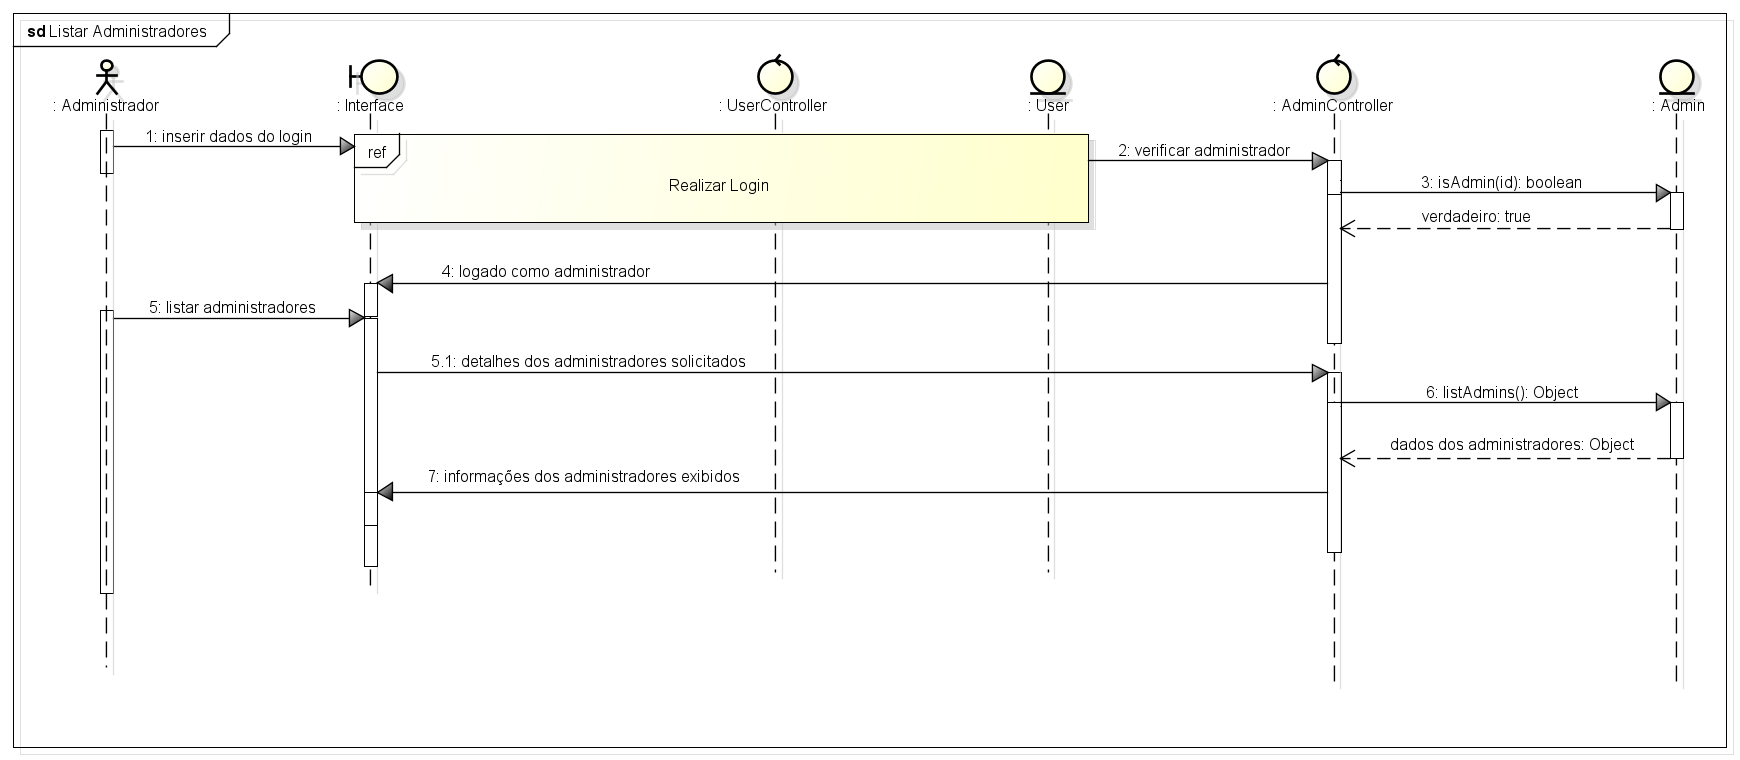 sd Listar Administradores
: Administrador
: Interface
: UserController
: User
: AdminController
: Admin
1: inserir dados do login
ref
Realizar Login
2: verificar administrador
3: isAdmin(id): boolean
verdadeiro: true
4: logado como administrador
5: listar administradores
5.1: detalhes dos administradores solicitados
6: listAdmins(): Object
dados dos administradores: Object
7: informações dos administradores exibidos